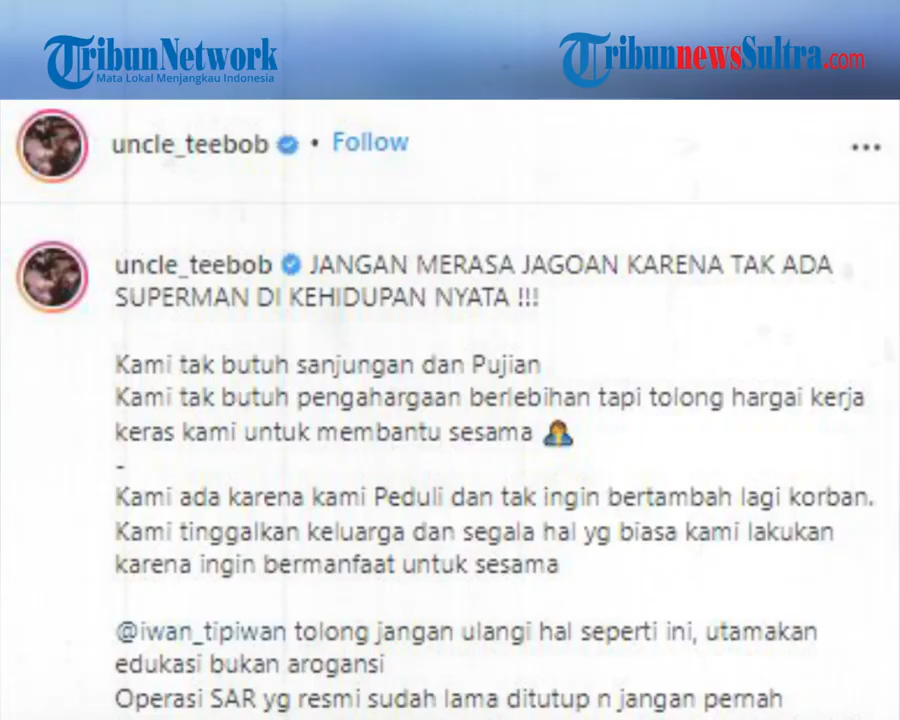 TribunNetwork
Mata Lokal Menjangkau Indonesia
TribunnewsSultra.com
uncle_teebob • Follow
uncle_teebob JANGAN MERASA JAGOAN KARENA TAK ADA
SUPERMAN DI KEHIDUPAN NYATA !!!
Kami tak butuh sanjungan dan Pujian
Kami tak butuh pengahargaan berlebihan tapi tolong hargai kerja
keras kami untuk membantu sesama 
-
Kami ada karena kami Peduli dan tak ingin bertambah lagi korban.
Kami tinggalkan keluarga dan segala hal yg biasa kami lakukan
karena ingin bermanfaat untuk sesama
@iwan_tipiwan tolong jangan ulangi hal seperti ini, utamakan
edukasi bukan arogansi
Operasi SAR yg resmi sudah lama ditutup n jangan pernah